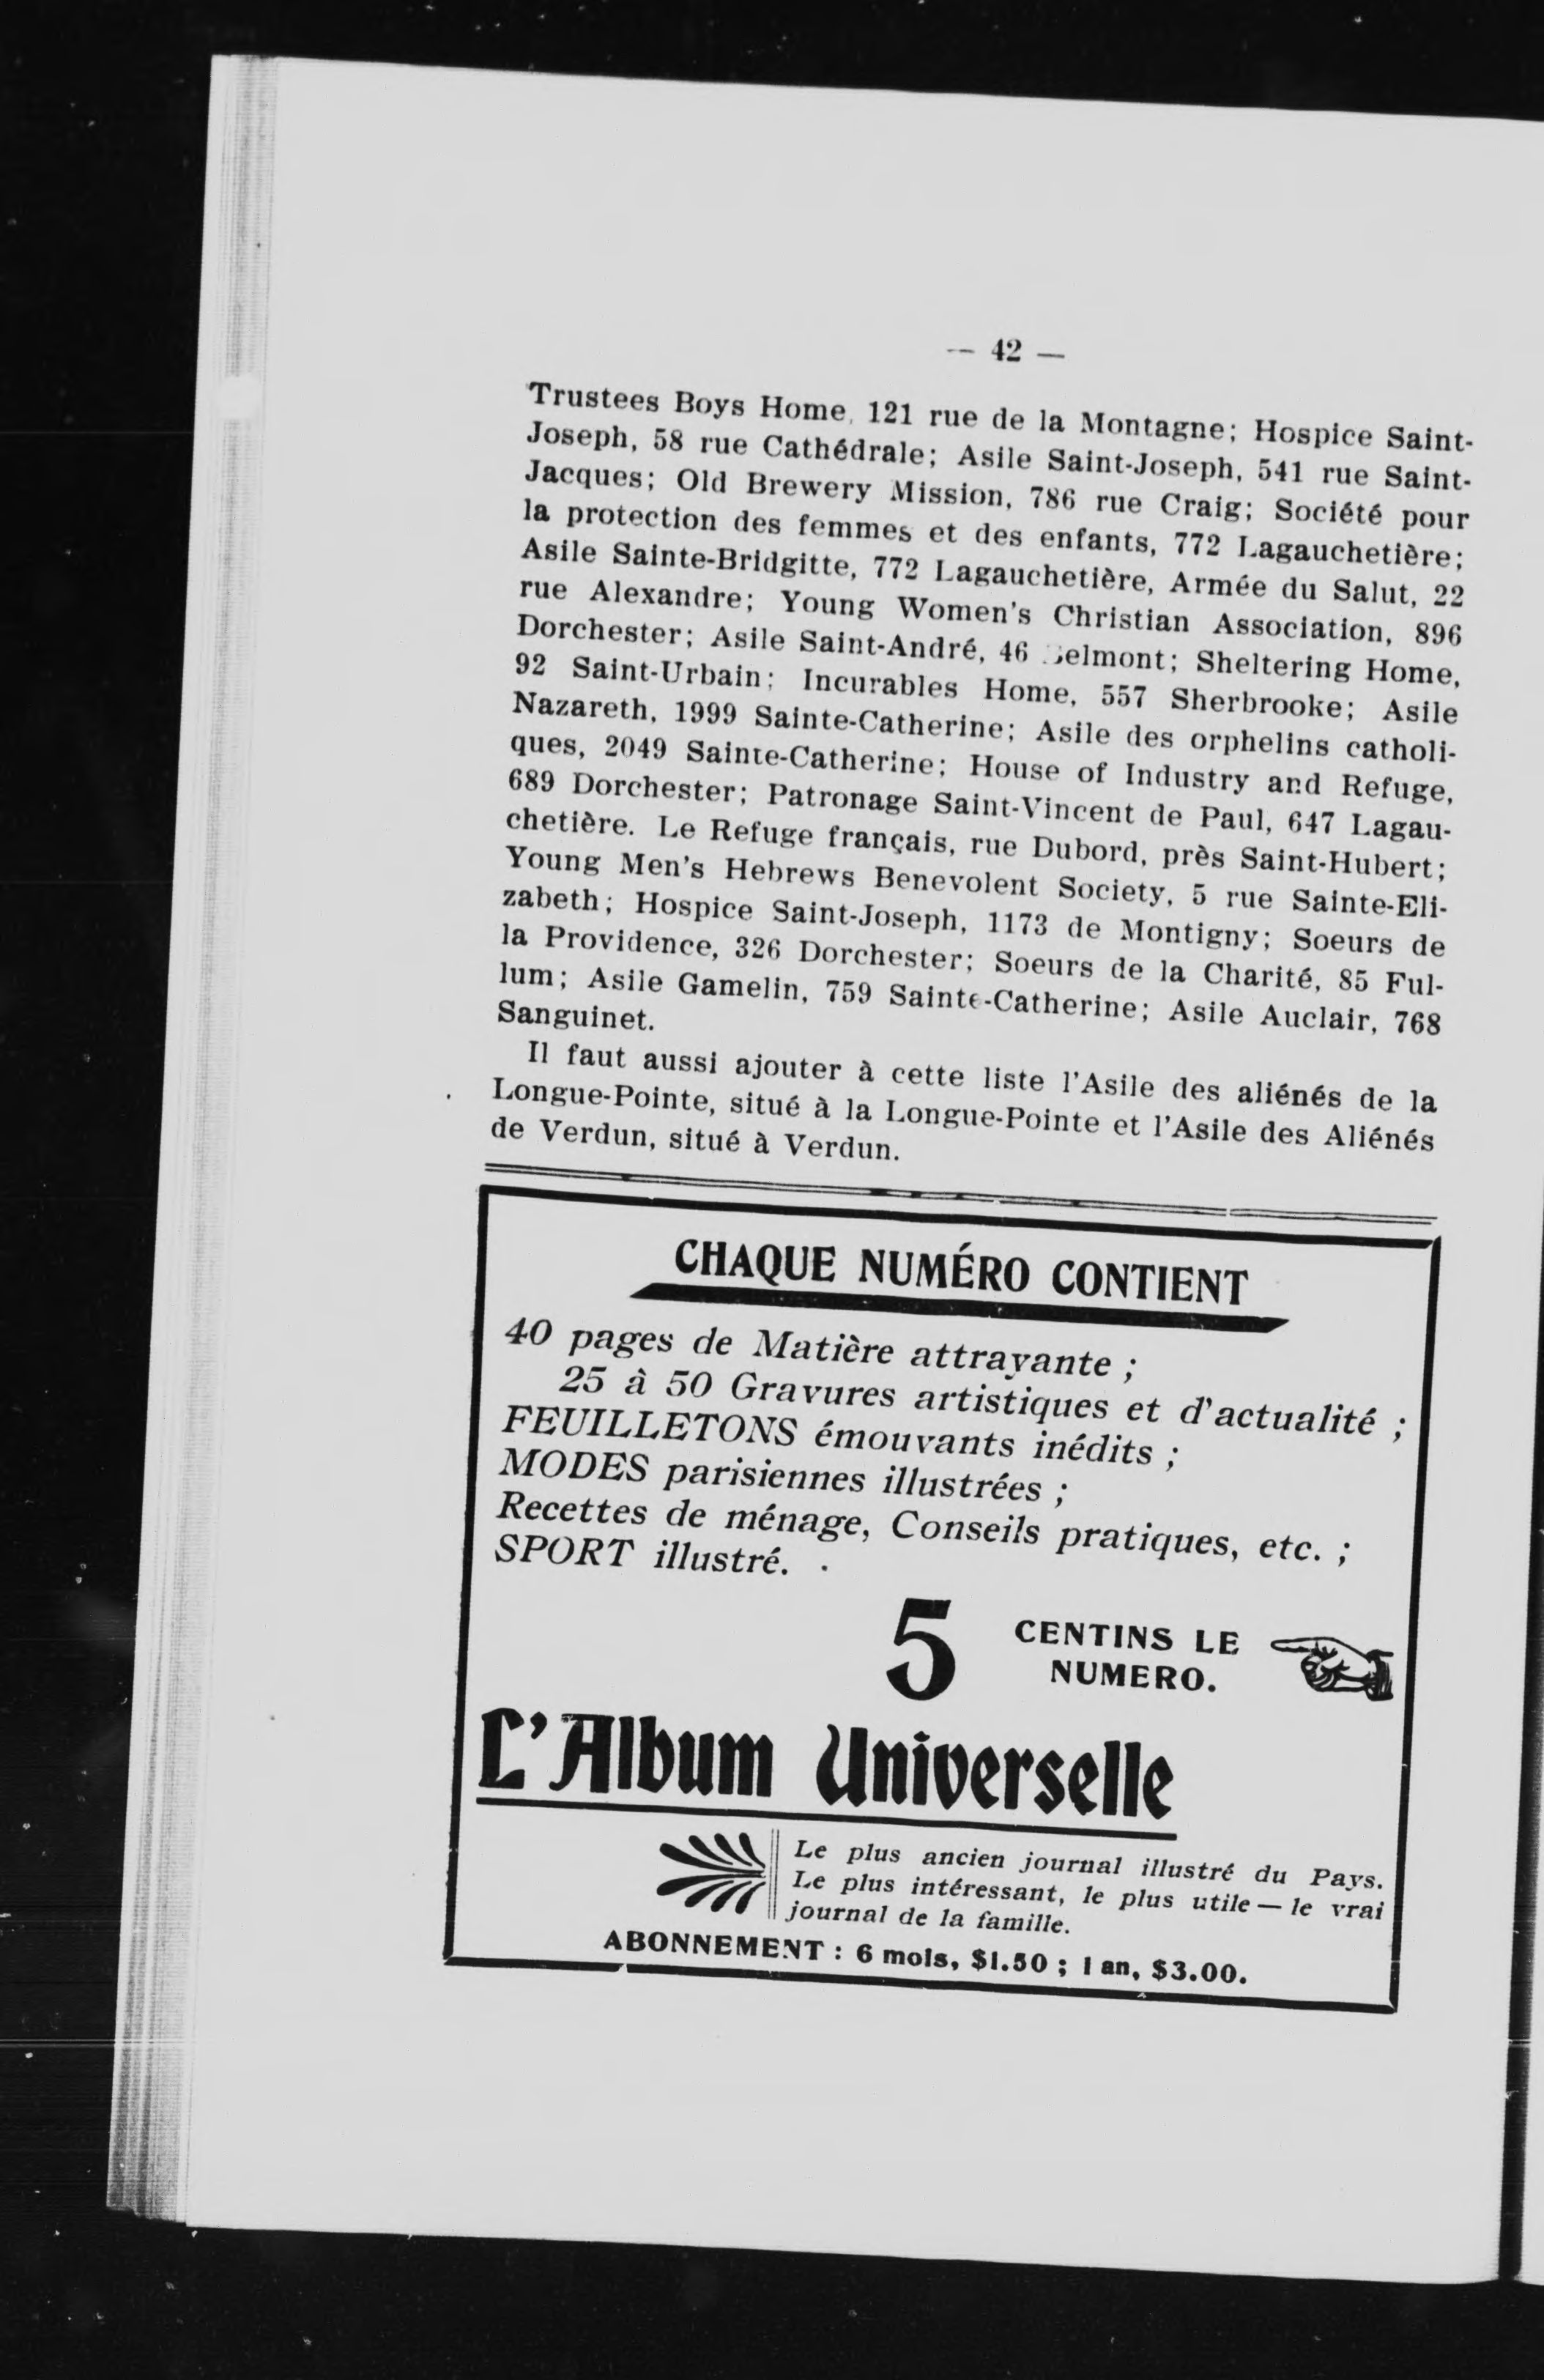 — 42 —
Trustees Boys Home, 121 rue de la Montagne; Hospice Saint-
Joseph, 58 rue Cathédrale; Asile Saint-Joseph, 541 rue Saint-
Jacques; Old Brewery Mission, 786 rue Craig; Société pour
la protection des femmes et des enfants, 772 Lagauchetière;
Asile Sainte-Bridgitte, 772 Lagauchetière, Armée du Salut, 22
rue Alexandre; Young Women's Christian Association, 896
Dorchester; Asile Saint-André, 46 Belmont; Sheltering Home,
92 Saint-Urbain; Incurables Home, 557 Sherbrooke; Asile
Nazareth, 1999 Sainte-Catherine; Asile des orphelins catholi-
ques, 2049 Sainte-Catherine; House of Industry and Refuge,
689 Dorchester; Patronage Saint-Vincent de Paul, 647 Lagau-
chetière. Le Refuge français, rue Dubord, près Saint-Hubert;
Young Men's Hebrews Benevolent Society, 5 rue Sainte-Eli-
zabeth; Hospice Saint-Joseph, 1173 de Montigny; Soeurs de
la Providence, 326 Dorchester; Soeurs de la Charité, 85 Ful-
lum; Asile Gamelin, 759 Sainte-Catherine; Asile Auclair, 768
Sanguinet.
Il faut aussi ajouter à cette liste l'Asile des aliénés de la
Longue-Pointe, situé à la Longue-Pointe et l'Asile des Aliénés
de Verdun, situé à Verdun.
CHAQUE NUMÉRO CONTIENT
40 pages de Matière attrayante ;
25 à 50 Gravures artistiques et d'actualité ;
FEUILLETONS émouvants inédits ;
MODES parisiennes illustrées ;
Recettes de ménage, Conseils pratiques, etc. ;
SPORT illustré.
5 CENTINS LE
NUMERO.
L'Album Universelle
Le plus ancien journal illustré du Pays.
Le plus intéressant, le plus utile — le vrai
journal de la famille.
ABONNEMENT : 6 mois, $1.50 ; 1 an, $3.00.